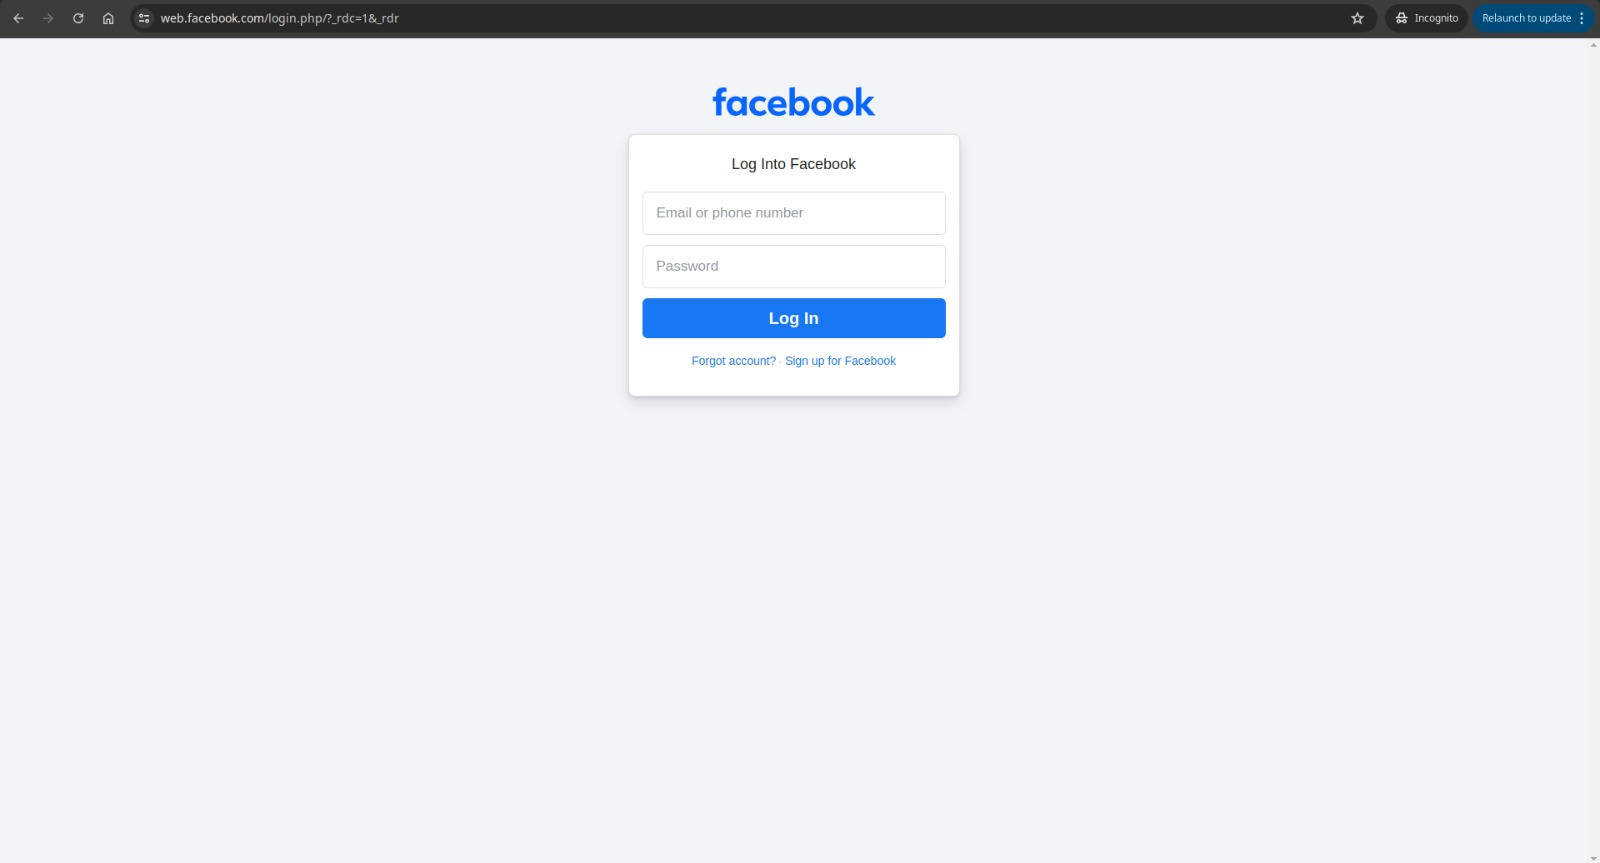 web.facebook.com/login.php/?_rdc=1&_rdr
Incognito
Relaunch to update
facebook
Log Into Facebook
Email or phone number
Password
Log In
Forgot account? · Sign up for Facebook